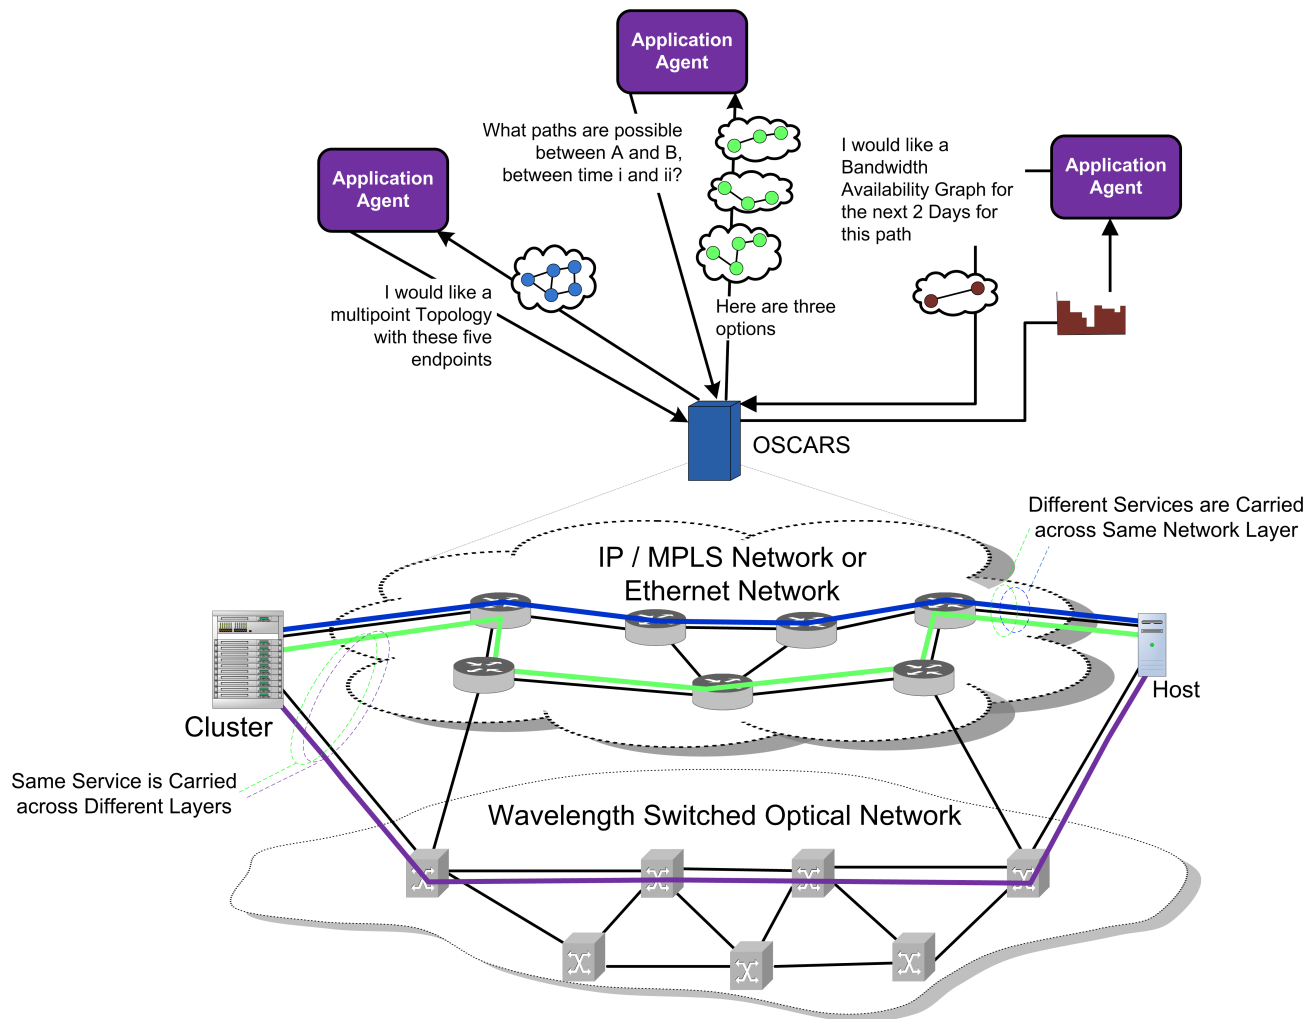 Application
Agent
What paths are possible
between A and B,
between time i and ii?
I would like a
Bandwidth
Availability Graph for
the next 2 Days for
this path
Application
Agent
Application
Agent
I would like a
multipoint Topology
with these five
endpoints
Here are three
options
OSCARS
Different Services are Carried
across Same Network Layer
IP / MPLS Network or
Ethernet Network
Cluster
Host
Same Service is Carried
across Different Layers
Wavelength Switched Optical Network